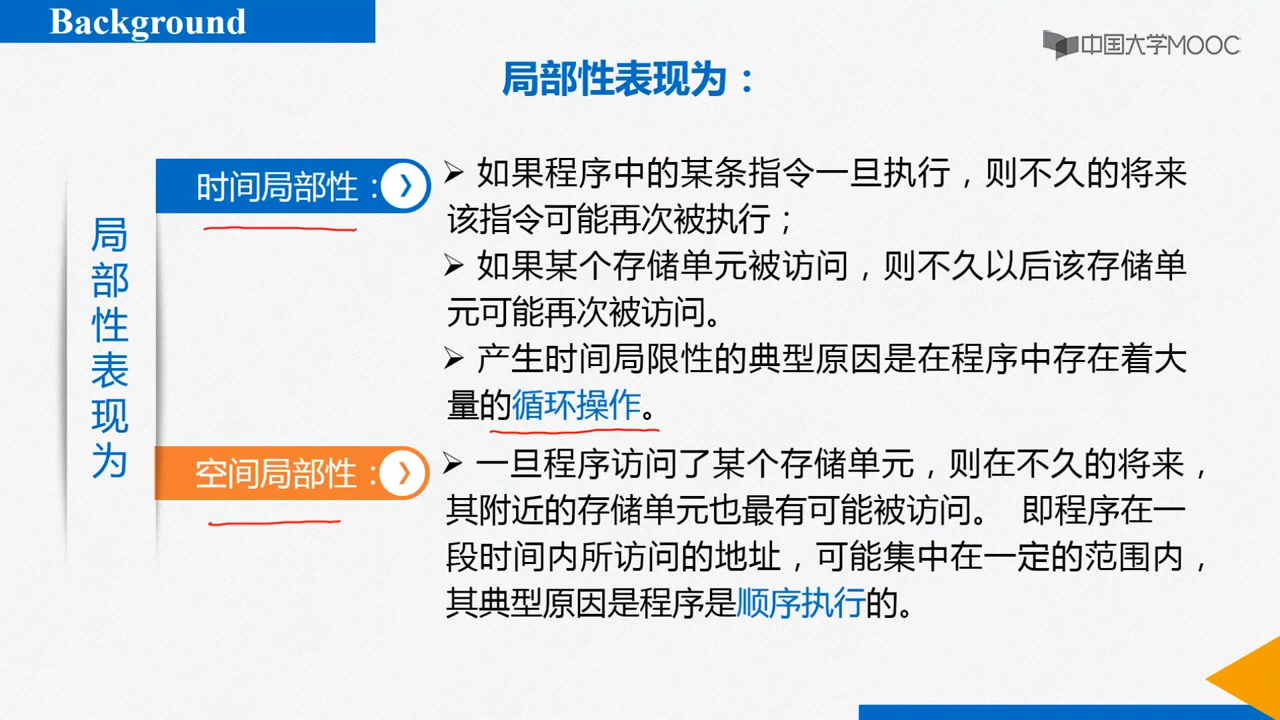 Background
中国大学MOOC
局部性表现为：
局部性表现为
时间局部性：
➢ 如果程序中的某条指令一旦执行，则不久的将来
该指令可能再次被执行；
➢ 如果某个存储单元被访问，则不久以后该存储单
元可能再次被访问。
➢ 产生时间局限性的典型原因是在程序中存在着大
量的循环操作。
空间局部性：
➢ 一旦程序访问了某个存储单元，则在不久的将来，
其附近的存储单元也最有可能被访问。 即程序在一
段时间内所访问的地址，可能集中在一定的范围内，
其典型原因是程序是顺序执行的。